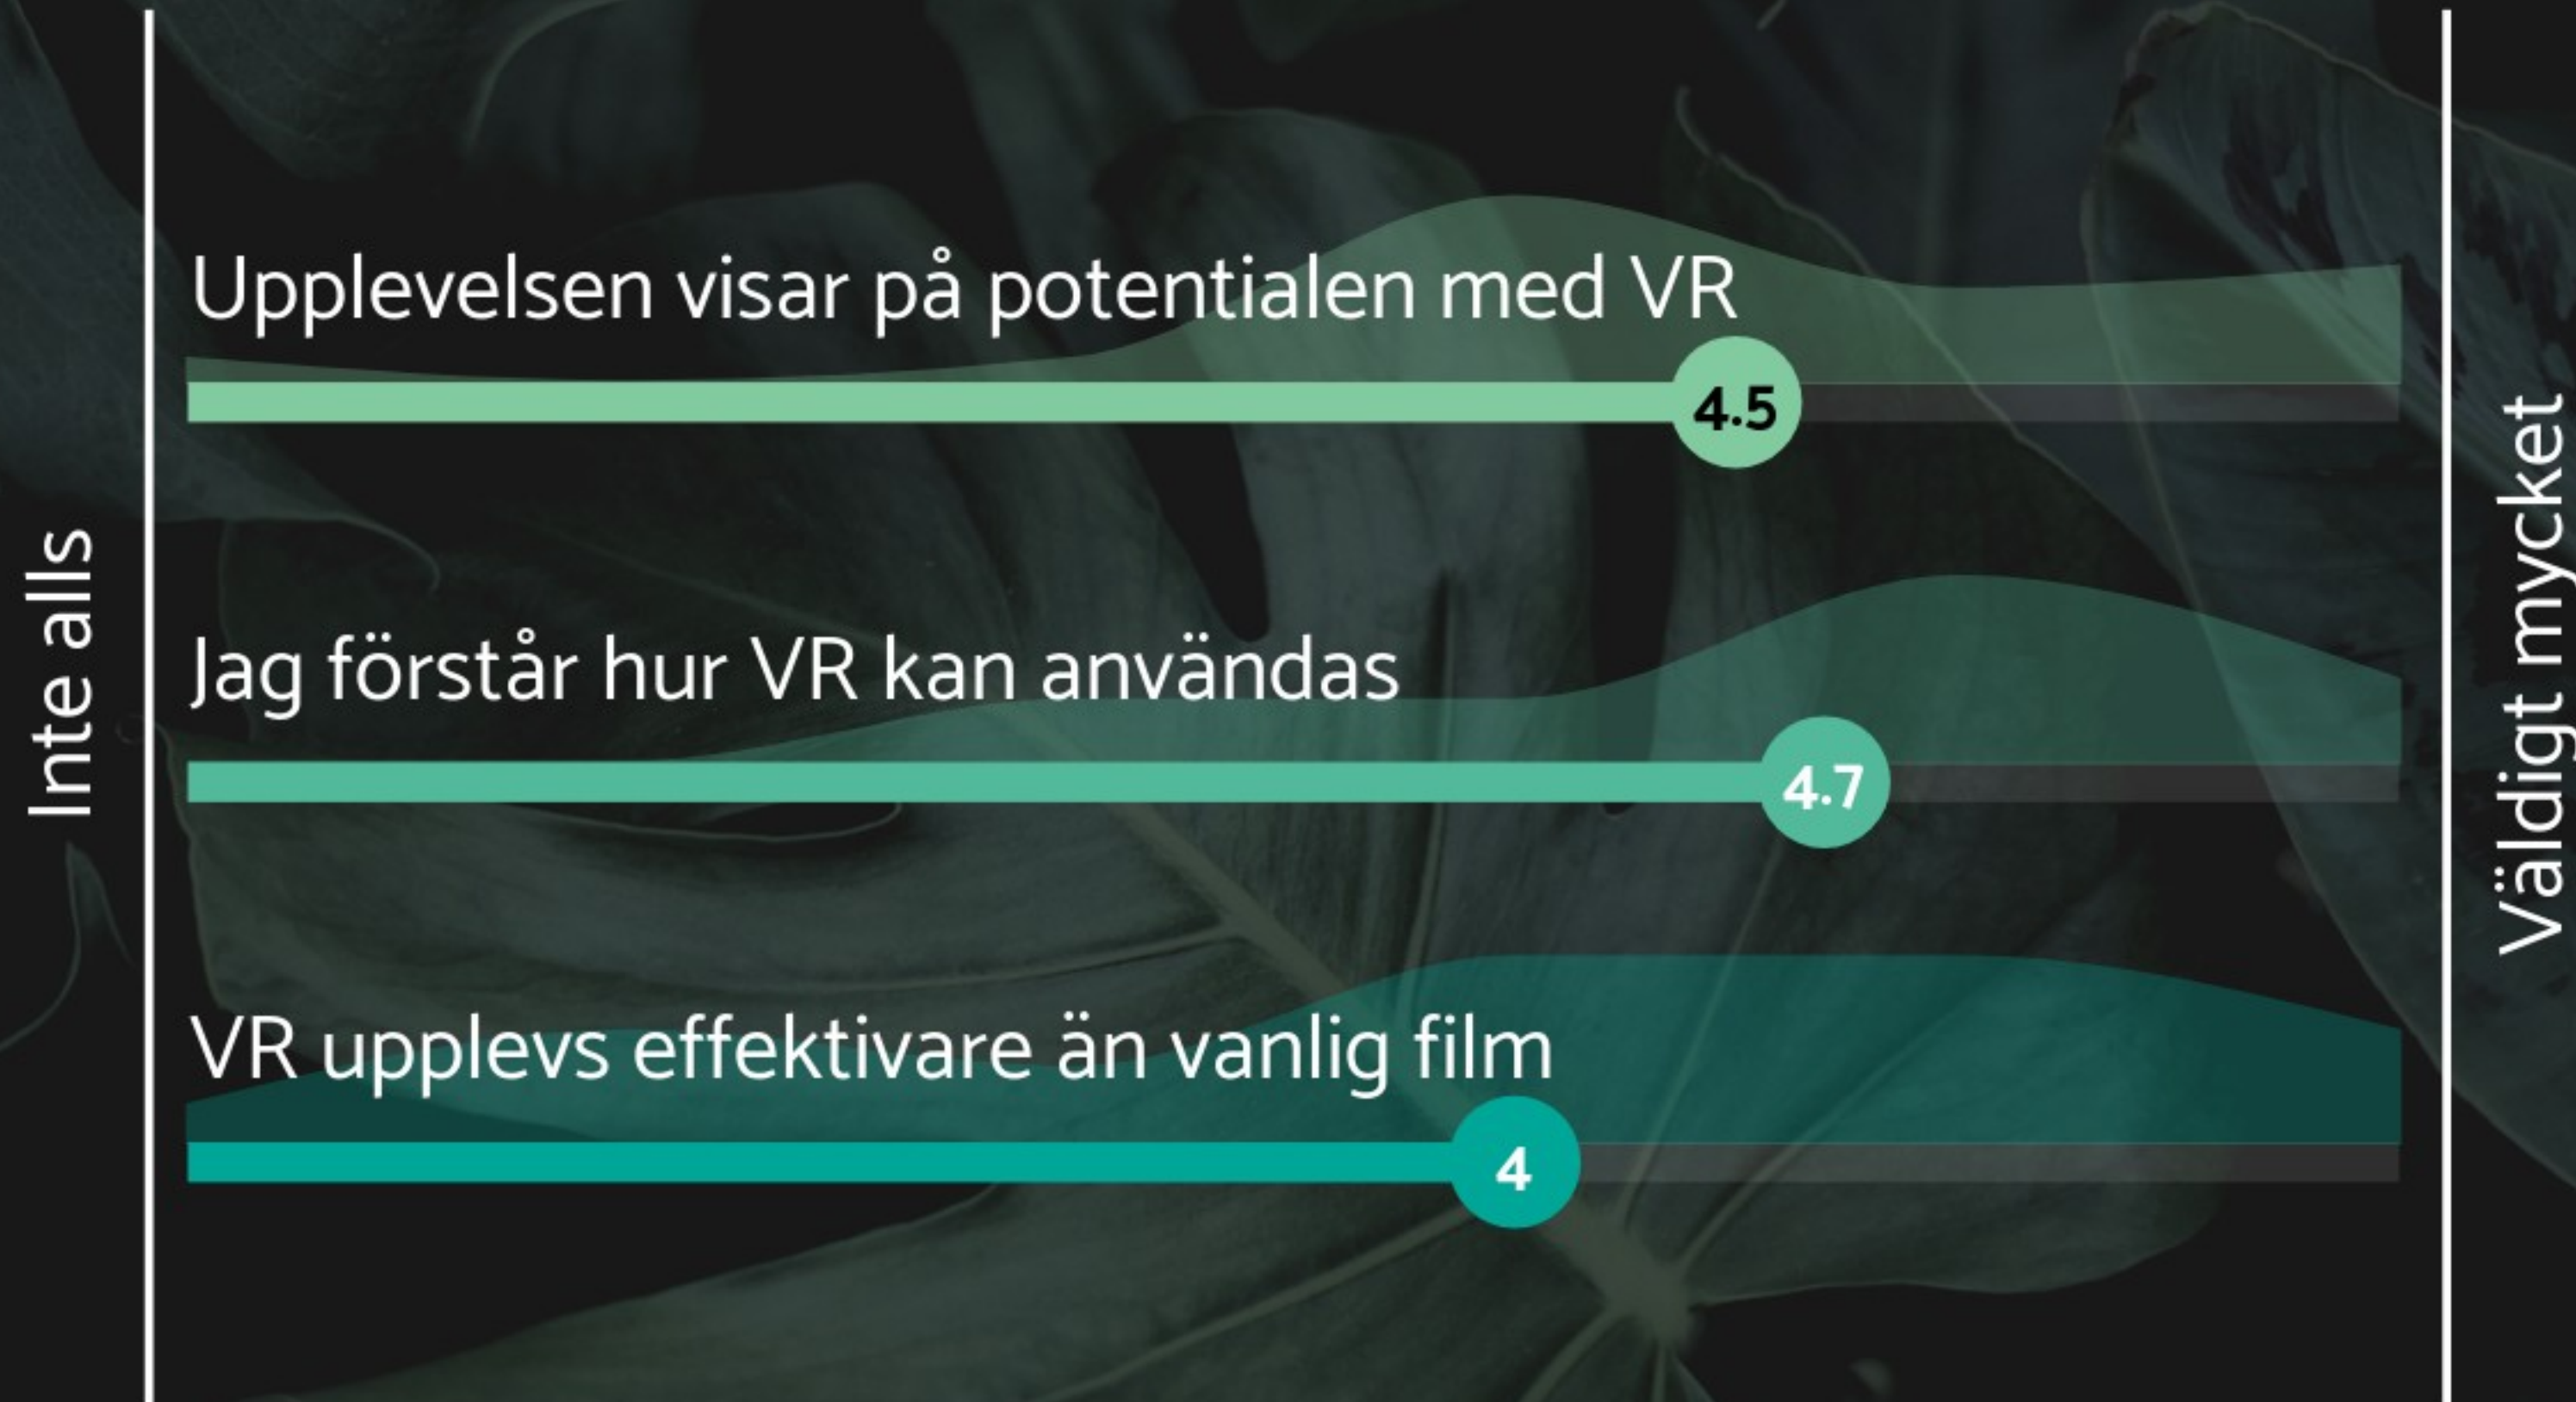 Inte alls
Upplevelsen visar på potentialen med VR
4.5
Jag förstår hur VR kan användas
4.7
VR upplevs effektivare än vanlig film
4
Väldigt mycket